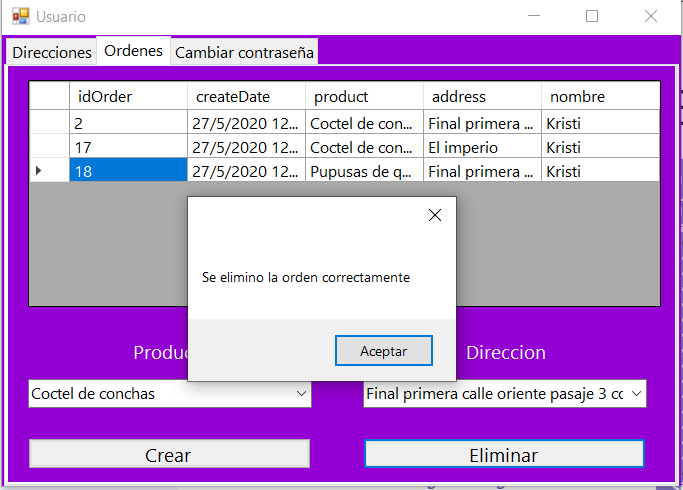 Usuario
Direcciones Ordenes Cambiar contraseña
idOrder createDate product address nombre
2 27/5/2020 12... Coctel de con... Final primera ... Kristi
17 27/5/2020 12... Coctel de con... El imperio Kristi
18 27/5/2020 12... Pupusas de q... Final primera ... Kristi
Se elimino la orden correctamente
Aceptar
Produc Direccion
Coctel de conchas Final primera calle oriente pasaje 3 cc
Crear Eliminar